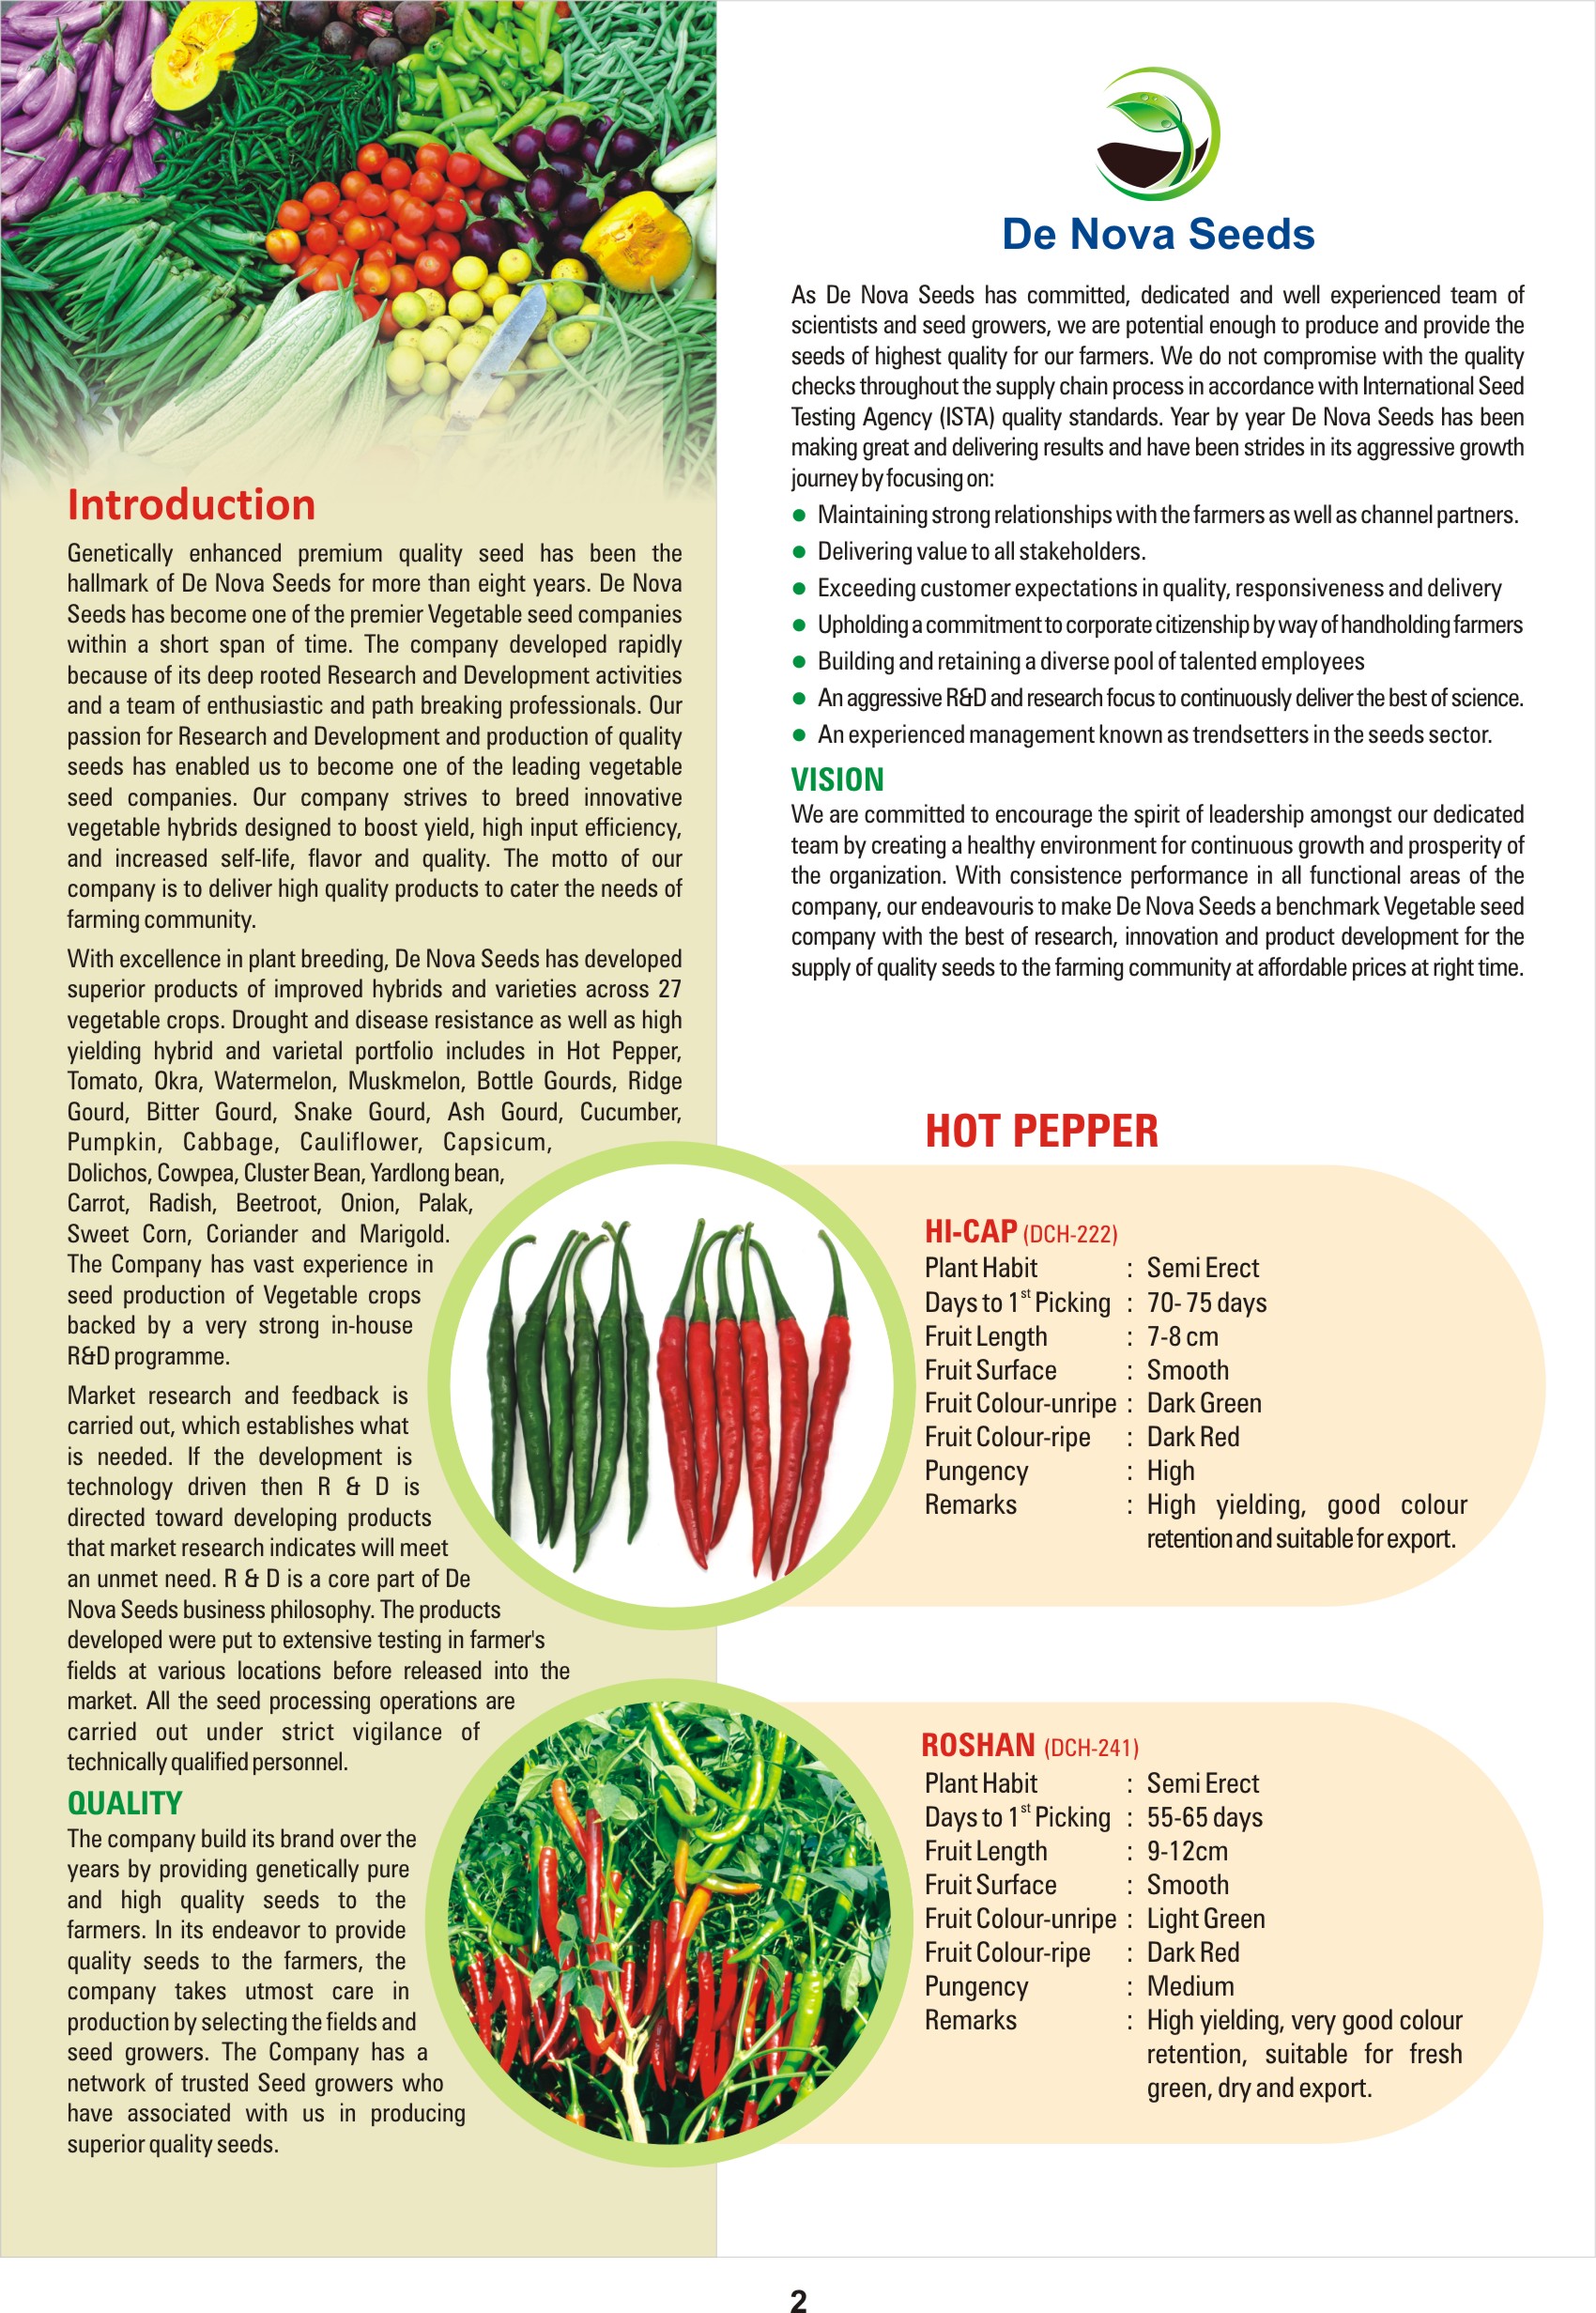 Introduction
Genetically enhanced premium quality seed has been the
hallmark of De Nova Seeds for more than eight years. De Nova
Seeds has become one of the premier Vegetable seed companies
within a short span of time. The company developed rapidly
because of its deep rooted Research and Development activities
and a team of enthusiastic and path breaking professionals. Our
passion for Research and Development and production of quality
seeds has enabled us to become one of the leading vegetable
seed companies. Our company strives to breed innovative
vegetable hybrids designed to boost yield, high input efficiency,
and increased self-life, flavor and quality. The motto of our
company is to deliver high quality products to cater the needs of
farming community.
With excellence in plant breeding, De Nova Seeds has developed
superior products of improved hybrids and varieties across 27
vegetable crops. Drought and disease resistance as well as high
yielding hybrid and varietal portfolio includes in Hot Pepper,
Tomato, Okra, Watermelon, Muskmelon, Bottle Gourds, Ridge
Gourd, Bitter Gourd, Snake Gourd, Ash Gourd, Cucumber,
Pumpkin, Cabbage, Cauliflower, Capsicum,
Dolichos, Cowpea, Cluster Bean, Yardlong bean,
Carrot, Radish, Beetroot, Onion, Palak,
Sweet Corn, Coriander and Marigold.
The Company has vast experience in
seed production of Vegetable crops
backed by a very strong in-house
R&D programme.
Market research and feedback is
carried out, which establishes what
is needed. If the development is
technology driven then R & D is
directed toward developing products
that market research indicates will meet
an unmet need. R & D is a core part of De
Nova Seeds business philosophy. The products
developed were put to extensive testing in farmer's
fields at various locations before released into the
market. All the seed processing operations are
carried out under strict vigilance of
technically qualified personnel.
QUALITY
The company build its brand over the
years by providing genetically pure
and high quality seeds to the
farmers. In its endeavor to provide
quality seeds to the farmers, the
company takes utmost care in
production by selecting the fields and
seed growers. The Company has a
network of trusted Seed growers who
have associated with us in producing
superior quality seeds.
De Nova Seeds
As De Nova Seeds has committed, dedicated and well experienced team of
scientists and seed growers, we are potential enough to produce and provide the
seeds of highest quality for our farmers. We do not compromise with the quality
checks throughout the supply chain process in accordance with International Seed
Testing Agency (ISTA) quality standards. Year by year De Nova Seeds has been
making great and delivering results and have been strides in its aggressive growth
journey by focusing on:
● Maintaining strong relationships with the farmers as well as channel partners.
● Delivering value to all stakeholders.
● Exceeding customer expectations in quality, responsiveness and delivery
● Upholding a commitment to corporate citizenship by way of handholding farmers
● Building and retaining a diverse pool of talented employees
● An aggressive R&D and research focus to continuously deliver the best of science.
● An experienced management known as trendsetters in the seeds sector.
VISION
We are committed to encourage the spirit of leadership amongst our dedicated
team by creating a healthy environment for continuous growth and prosperity of
the organization. With consistence performance in all functional areas of the
company, our endeavouris to make De Nova Seeds a benchmark Vegetable seed
company with the best of research, innovation and product development for the
supply of quality seeds to the farming community at affordable prices at right time.
HOT PEPPER
HI-CAP (DCH-222)
Plant Habit : Semi Erect
Days to 1st Picking : 70- 75 days
Fruit Length : 7-8 cm
Fruit Surface : Smooth
Fruit Colour-unripe : Dark Green
Fruit Colour-ripe : Dark Red
Pungency : High
Remarks : High yielding, good colour
retention and suitable for export.
ROSHAN (DCH-241)
Plant Habit : Semi Erect
Days to 1st Picking : 55-65 days
Fruit Length : 9-12cm
Fruit Surface : Smooth
Fruit Colour-unripe : Light Green
Fruit Colour-ripe : Dark Red
Pungency : Medium
Remarks : High yielding, very good colour
retention, suitable for fresh
green, dry and export.
2